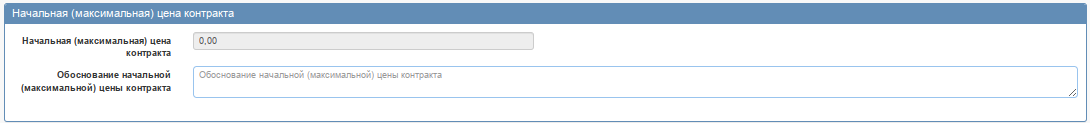 Начальная (максимальная) цена контракта
Начальная (максимальная) цена
контракта
0,00
Обоснование начальной
(максимальной) цены контракта
Обоснование начальной (максимальной) цены контракта